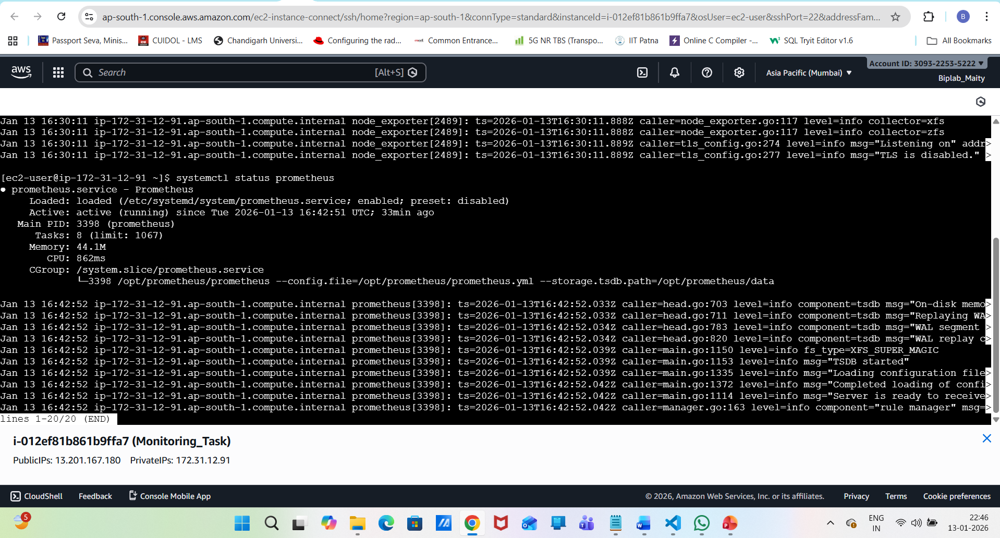 ap-south-1.console.aws.amazon.com/ec2-instance-connect/ssh/home?region=ap-south-1&connType=standard&instanceId=i-012ef81b861b9ffa7&osUser=ec2-user&sshPort=22&addressFam...
B
Passport Seva, Minis...
CUIDOL - LMS
Chandigarh Universi...
Configuring the rad...
Common Entrance...
5G NR TBS (Transpo...
IIT Patna
Online C Compiler -...
SQL Tryit Editor v1.6
All Bookmarks
aws
Search
[Alt+S]
Asia Pacific (Mumbai) ▼
Account ID: 3093-2253-5222 ▼
Biplab_Maity
Jan 13 16:30:11 ip-172-31-12-91.ap-south-1.compute.internal node_exporter[2489]: ts=2026-01-13T16:30:11.888Z caller=node_exporter.go:117 level=info collector=xfs
Jan 13 16:30:11 ip-172-31-12-91.ap-south-1.compute.internal node_exporter[2489]: ts=2026-01-13T16:30:11.889Z caller=node_exporter.go:117 level=info collector=zfs
Jan 13 16:30:11 ip-172-31-12-91.ap-south-1.compute.internal node_exporter[2489]: ts=2026-01-13T16:30:11.889Z caller=tls_config.go:274 level=info msg="Listening on" addr>
Jan 13 16:30:11 ip-172-31-12-91.ap-south-1.compute.internal node_exporter[2489]: ts=2026-01-13T16:30:11.889Z caller=tls_config.go:277 level=info msg="TLS is disabled." >
[ec2-user@ip-172-31-12-91 ~]$ systemctl status prometheus
● prometheus.service - Prometheus
Loaded: loaded (/etc/systemd/system/prometheus.service; enabled; preset: disabled)
Active: active (running) since Tue 2026-01-13 16:42:51 UTC; 33min ago
Main PID: 3398 (prometheus)
Tasks: 8 (limit: 1067)
Memory: 44.1M
CPU: 862ms
CGroup: /system.slice/prometheus.service
└─3398 /opt/prometheus/prometheus --config.file=/opt/prometheus/prometheus.yml --storage.tsdb.path=/opt/prometheus/data
Jan 13 16:42:52 ip-172-31-12-91.ap-south-1.compute.internal prometheus[3398]: ts=2026-01-13T16:42:52.033Z caller=head.go:703 level=info component=tsdb msg="On-disk memo>
Jan 13 16:42:52 ip-172-31-12-91.ap-south-1.compute.internal prometheus[3398]: ts=2026-01-13T16:42:52.033Z caller=head.go:711 level=info component=tsdb msg="Replaying WA>
Jan 13 16:42:52 ip-172-31-12-91.ap-south-1.compute.internal prometheus[3398]: ts=2026-01-13T16:42:52.034Z caller=head.go:783 level=info component=tsdb msg="WAL segment >
Jan 13 16:42:52 ip-172-31-12-91.ap-south-1.compute.internal prometheus[3398]: ts=2026-01-13T16:42:52.034Z caller=head.go:820 level=info component=tsdb msg="WAL replay c>
Jan 13 16:42:52 ip-172-31-12-91.ap-south-1.compute.internal prometheus[3398]: ts=2026-01-13T16:42:52.039Z caller=main.go:1150 level=info fs_type=XFS_SUPER_MAGIC
Jan 13 16:42:52 ip-172-31-12-91.ap-south-1.compute.internal prometheus[3398]: ts=2026-01-13T16:42:52.039Z caller=main.go:1153 level=info msg="TSDB started"
Jan 13 16:42:52 ip-172-31-12-91.ap-south-1.compute.internal prometheus[3398]: ts=2026-01-13T16:42:52.039Z caller=main.go:1335 level=info msg="Loading configuration file>
Jan 13 16:42:52 ip-172-31-12-91.ap-south-1.compute.internal prometheus[3398]: ts=2026-01-13T16:42:52.042Z caller=main.go:1372 level=info msg="Completed loading of confi>
Jan 13 16:42:52 ip-172-31-12-91.ap-south-1.compute.internal prometheus[3398]: ts=2026-01-13T16:42:52.042Z caller=main.go:1114 level=info msg="Server is ready to receive>
Jan 13 16:42:52 ip-172-31-12-91.ap-south-1.compute.internal prometheus[3398]: ts=2026-01-13T16:42:52.042Z caller=manager.go:163 level=info component="rule manager" msg=>
lines 1-20/20 (END)
i-012ef81b861b9ffa7 (Monitoring_Task)
PublicIPs: 13.201.167.180 PrivateIPs: 172.31.12.91
CloudShell
Feedback
Console Mobile App
© 2026, Amazon Web Services, Inc. or its affiliates.
Privacy
Terms
Cookie preferences
5
ENG
IN
22:46
13-01-2026